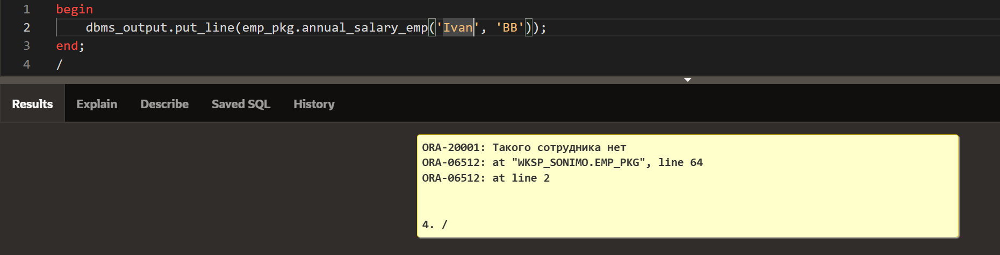 1 begin
2 dbms_output.put_line(emp_pkg.annual_salary_emp('Ivan', 'BB'));
3 end;
4 /
Results Explain Describe Saved SQL History
ORA-20001: Такого сотрудника нет
ORA-06512: at "WKSP_SONIMO.EMP_PKG", line 64
ORA-06512: at line 2
4. /